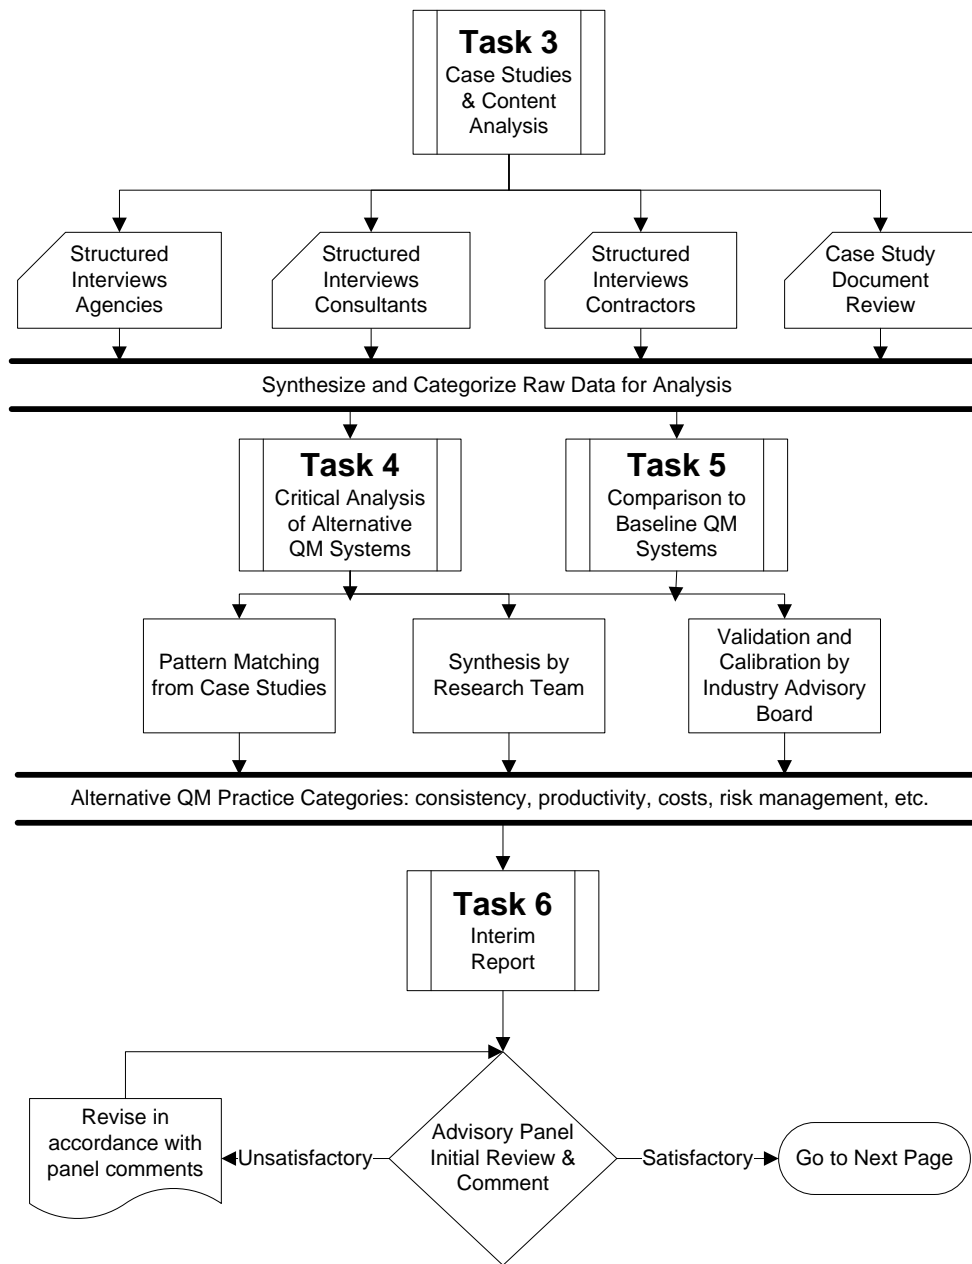 Task 3
Case Studies
& Content
Analysis
Structured
Interviews
Agencies
Structured
Interviews
Consultants
Structured
Interviews
Contractors
Case Study
Document
Review
Synthesize and Categorize Raw Data for Analysis
Task 4
Critical Analysis
of Alternative
QM Systems
Task 5
Comparison to
Baseline QM
Systems
Pattern Matching
from Case Studies
Synthesis by
Research Team
Validation and
Calibration by
Industry Advisory
Board
Alternative QM Practice Categories: consistency, productivity, costs, risk management, etc.
Task 6
Interim
Report
Revise in
accordance with
panel comments
Unsatisfactory
Advisory Panel
Initial Review &
Comment
Satisfactory
Go to Next Page